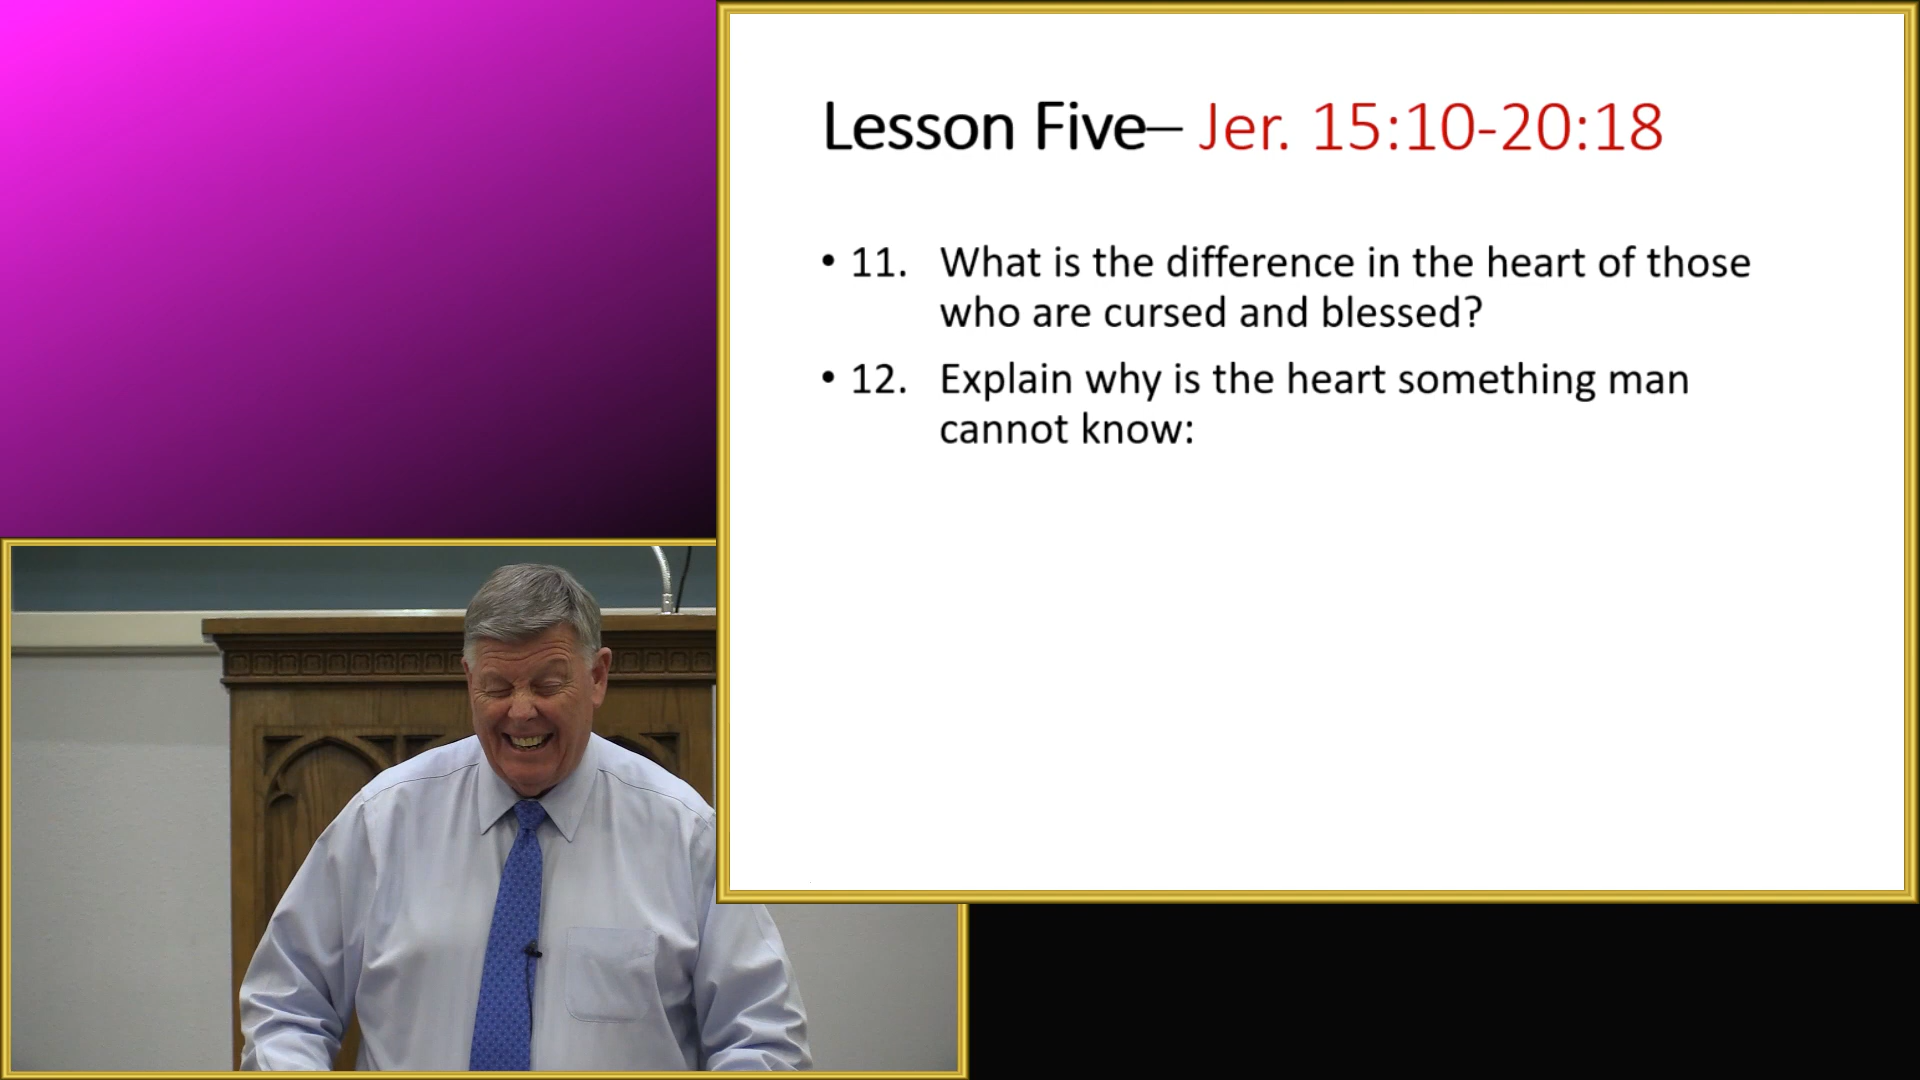 Lesson Five– Jer. 15:10-20:18
• 11. What is the difference in the heart of those
who are cursed and blessed?
• 12. Explain why is the heart something man
cannot know: